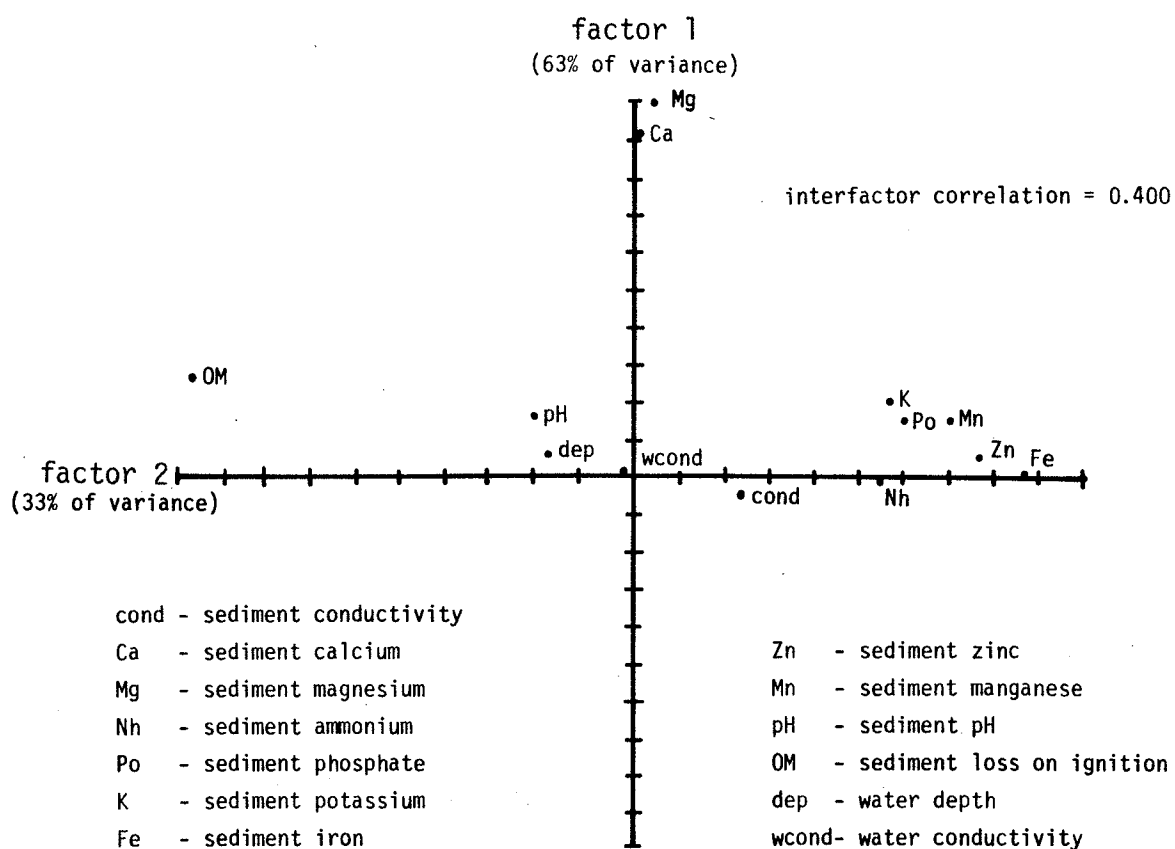 factor 1
(63% of variance)
Mg
Ca
interfactor correlation = 0.400
OM
pH
K
Po
Mn
dep
wcond
Zn
Fe
factor 2
(33% of variance)
cond
Nh
cond - sediment conductivity
Ca - sediment calcium
Mg - sediment magnesium
Nh - sediment ammonium
Po - sediment phosphate
K - sediment potassium
Fe - sediment iron
Zn - sediment zinc
Mn - sediment manganese
pH - sediment pH
OM - sediment loss on ignition
dep - water depth
wcond- water conductivity